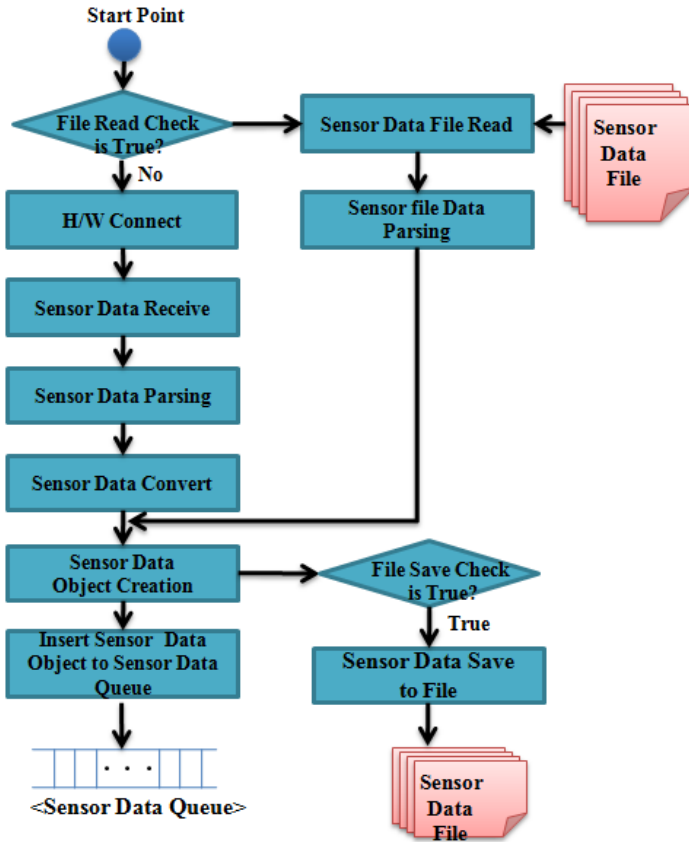 Start Point
File Read Check
is True?
Sensor Data File Read
Sensor
Data
File
No
H/W Connect
Sensor file Data
Parsing
Sensor Data Receive
Sensor Data Parsing
Sensor Data Convert
Sensor Data
Object Creation
File Save Check
is True?
True
Insert Sensor Data
Object to Sensor Data
Queue
Sensor Data Save
to File
. . .
<Sensor Data Queue>
Sensor
Data
File